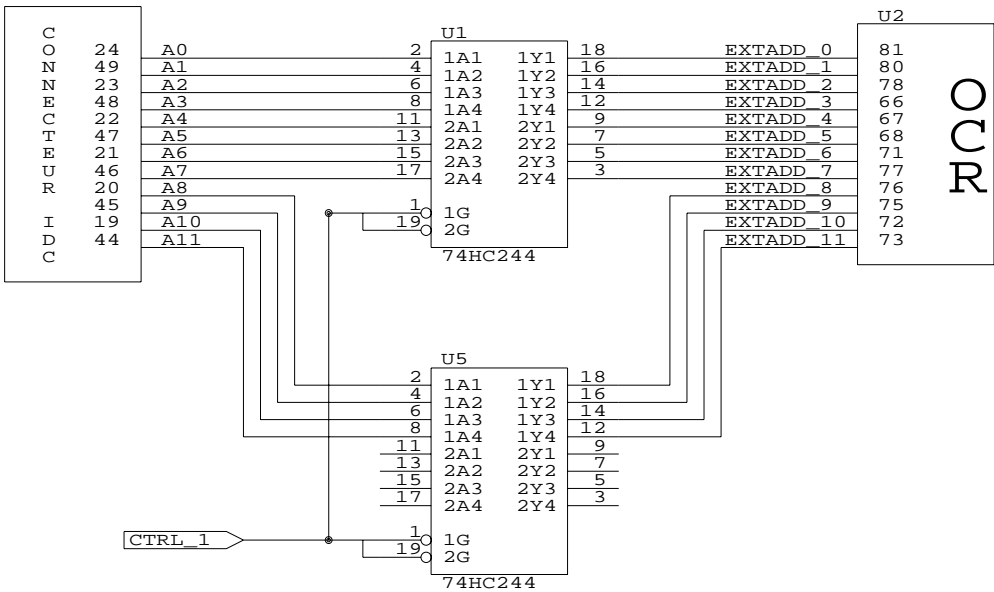 CONNECTEUR IDC
24 A0
49 A1
23 A2
48 A3
22 A4
47 A5
21 A6
46 A7
20 A8
45 A9
19 A10
44 A11
U1
2 1A1 1Y1 18
4 1A2 1Y2 16
6 1A3 1Y3 14
8 1A4 1Y4 12
11 2A1 2Y1 9
13 2A2 2Y2 7
15 2A3 2Y3 5
17 2A4 2Y4 3
1 1G
19 2G
74HC244
U2
EXTADD_0 81
EXTADD_1 80
EXTADD_2 78
EXTADD_3 66
EXTADD_4 67
EXTADD_5 68
EXTADD_6 71
EXTADD_7 77
EXTADD_8 76
EXTADD_9 75
EXTADD_10 72
EXTADD_11 73
OCR
U5
2 1A1 1Y1 18
4 1A2 1Y2 16
6 1A3 1Y3 14
8 1A4 1Y4 12
11 2A1 2Y1 9
13 2A2 2Y2 7
15 2A3 2Y3 5
17 2A4 2Y4 3
CTRL_1
1 1G
19 2G
74HC244